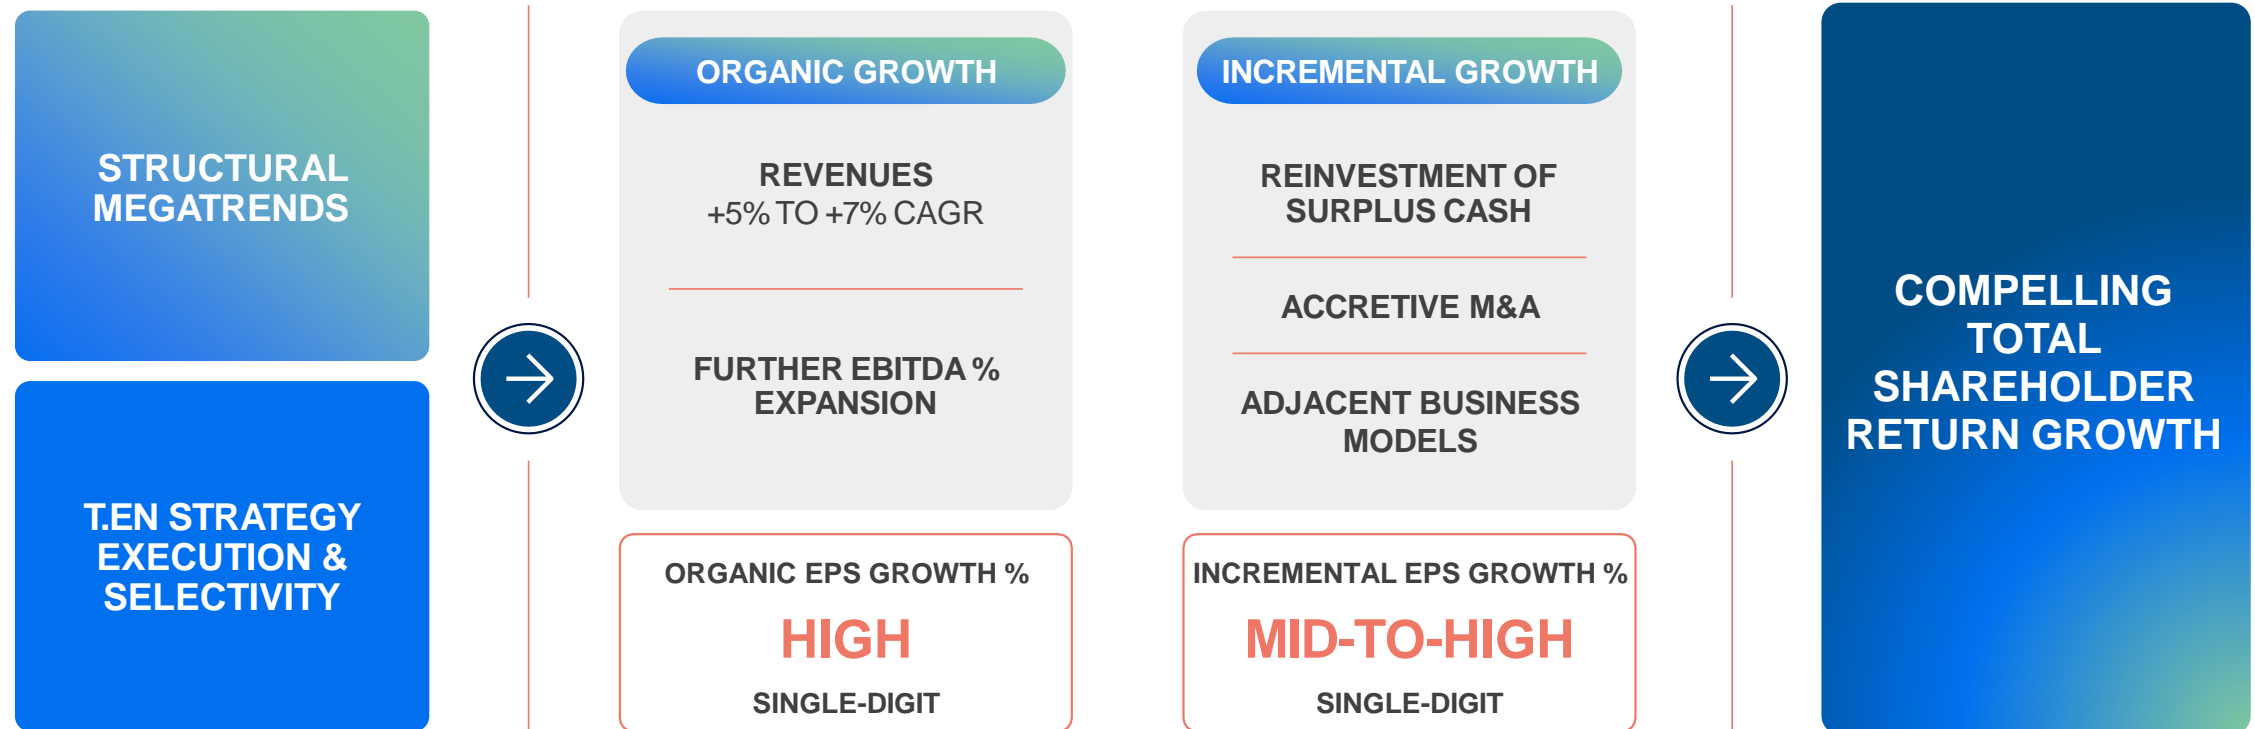 STRUCTURAL
MEGATRENDS
T.EN STRATEGY
EXECUTION &
SELECTIVITY
ORGANIC GROWTH
REVENUES
+5% TO +7% CAGR
FURTHER EBITDA %
EXPANSION
ORGANIC EPS GROWTH %
HIGH
SINGLE-DIGIT
INCREMENTAL GROWTH
REINVESTMENT OF
SURPLUS CASH
ACCRETIVE M&A
ADJACENT BUSINESS
MODELS
INCREMENTAL EPS GROWTH %
MID-TO-HIGH
SINGLE-DIGIT
COMPELLING
TOTAL
SHAREHOLDER
RETURN GROWTH